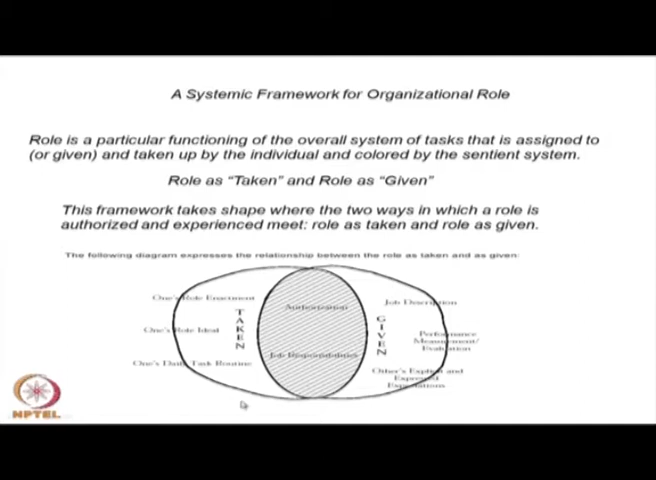 A Systemic Framework for Organizational Role
Role is a particular functioning of the overall system of tasks that is assigned to
(or given) and taken up by the individual and colored by the sentient system.
Role as “Taken” and Role as “Given”
This framework takes shape where the two ways in which a role is
authorized and experienced meet: role as taken and role as given.
The following diagram expresses the relationship between the role as taken and as given:
One's Role Enactment
One's Role Ideal
One's Daily Task Routine
TAKEN
Authorization
Job Responsibilities
GIVEN
Job Description
Performance
Measurement/
Evaluation
Other's Explicit and
Expressed
Expectations
NPTEL